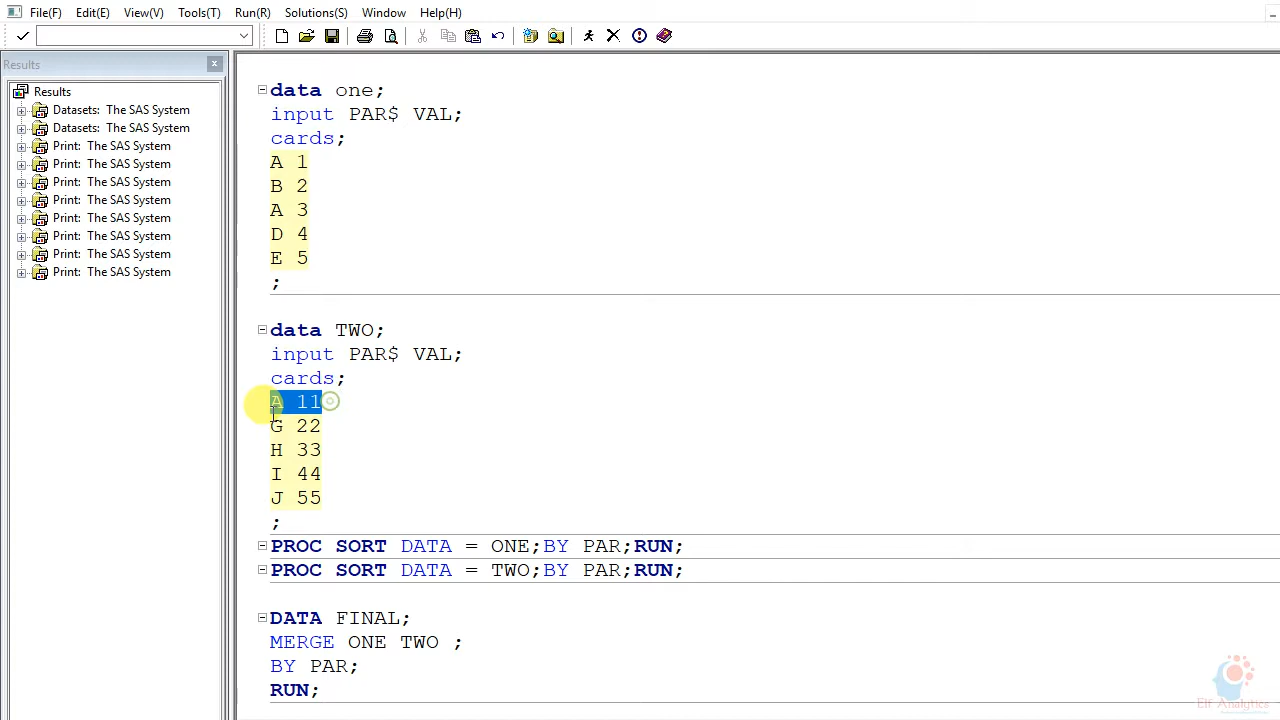 File(F) Edit(E) View(V) Tools(T) Run(R) Solutions(S) Window Help(H)
Results
Results
Datasets: The SAS System
Datasets: The SAS System
Print: The SAS System
Print: The SAS System
Print: The SAS System
Print: The SAS System
Print: The SAS System
Print: The SAS System
Print: The SAS System
Print: The SAS System
data one;
input PAR$ VAL;
cards;
A 1
B 2
A 3
D 4
E 5
;
data TWO;
input PAR$ VAL;
cards;
A 11
G 22
H 33
I 44
J 55
;
PROC SORT DATA = ONE;BY PAR;RUN;
PROC SORT DATA = TWO;BY PAR;RUN;
DATA FINAL;
MERGE ONE TWO ;
BY PAR;
RUN;
Elf Analytics